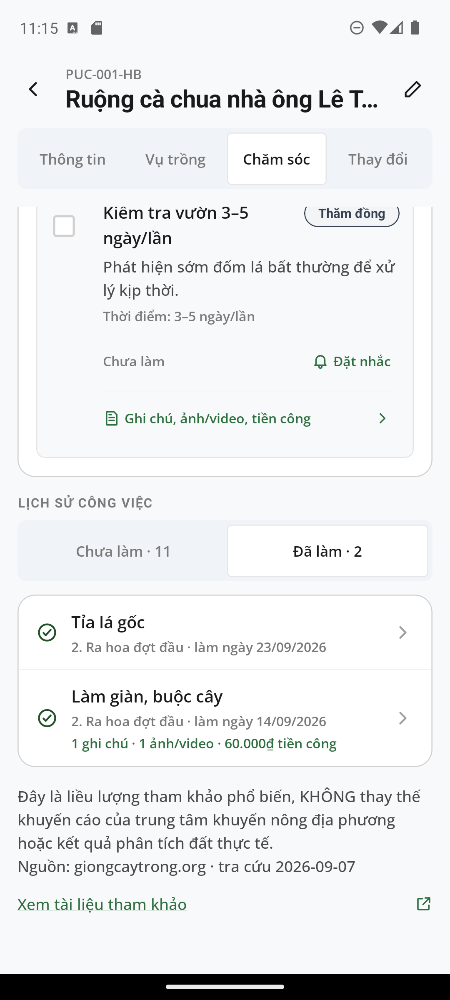 11:15
PUC-001-HB
Ruộng cà chua nhà ông Lê T...
Thông tin
Vụ trồng
Chăm sóc
Thay đổi
Kiểm tra vườn 3–5
ngày/lần
Thăm đồng
Phát hiện sớm đốm lá bất thường để xử
lý kịp thời.
Thời điểm: 3–5 ngày/lần
Chưa làm
Đặt nhắc
Ghi chú, ảnh/video, tiền công
LỊCH SỬ CÔNG VIỆC
Chưa làm · 11
Đã làm · 2
Tỉa lá gốc
2. Ra hoa đợt đầu · làm ngày 23/09/2026
Làm giàn, buộc cây
2. Ra hoa đợt đầu · làm ngày 14/09/2026
1 ghi chú · 1 ảnh/video · 60.000₫ tiền công
Đây là liều lượng tham khảo phổ biến, KHÔNG thay thế
khuyến cáo của trung tâm khuyến nông địa phương
hoặc kết quả phân tích đất thực tế.
Nguồn: giongcaytrong.org · tra cứu 2026-09-07
Xem tài liệu tham khảo